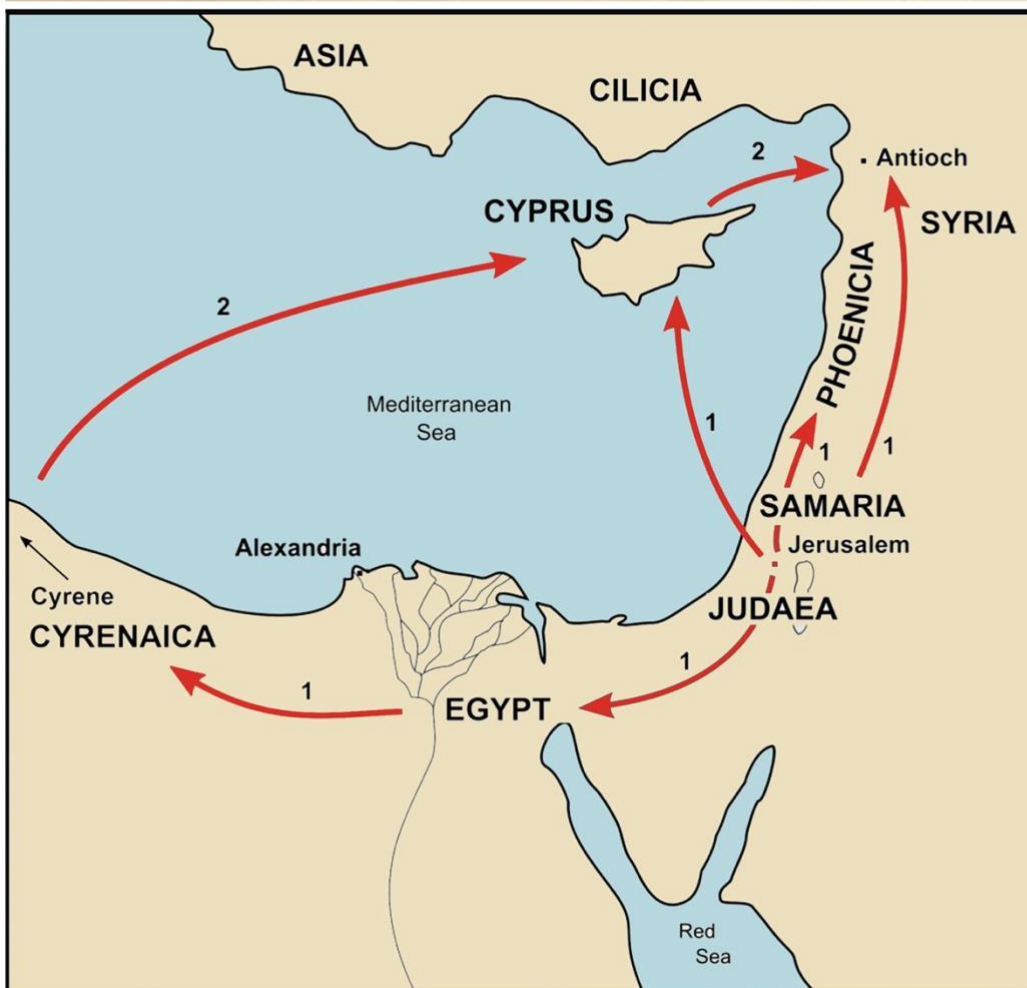 ASIA
CILICIA
2
Antioch
CYPRUS
SYRIA
PHOENICIA
2
Mediterranean
Sea
1
1
1
SAMARIA
Alexandria
Jerusalem
Cyrene
JUDAEA
CYRENAICA
1
1
EGYPT
Red
Sea